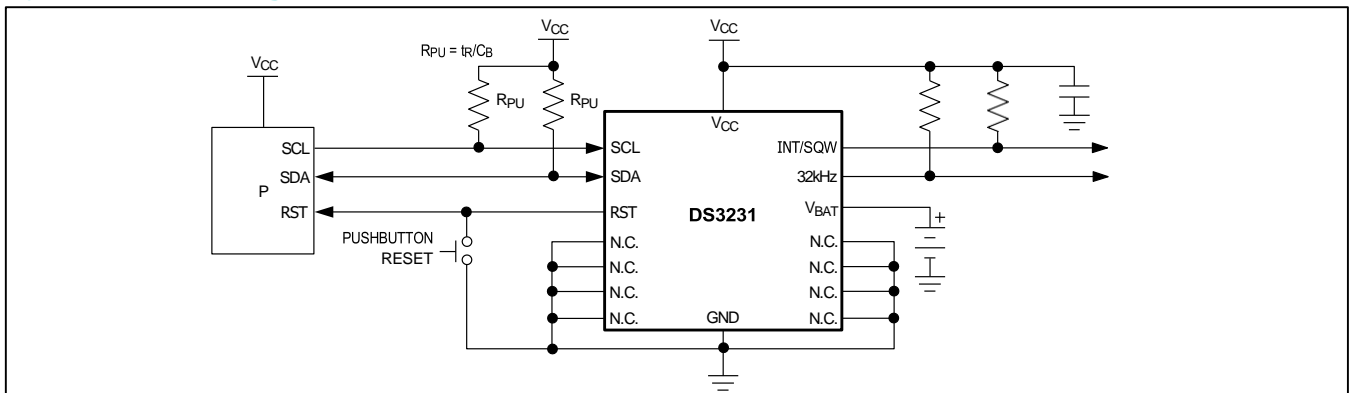 VCC
VCC
RPU = tR/CB
VCC
RPU
RPU
VCC
SCL
SCL
INT/SQW
SDA
SDA
32kHz
P
RST
RST
DS3231
VBAT
+
PUSHBUTTON
RESET
N.C.
N.C.
N.C.
N.C.
N.C.
N.C.
N.C.
GND
N.C.